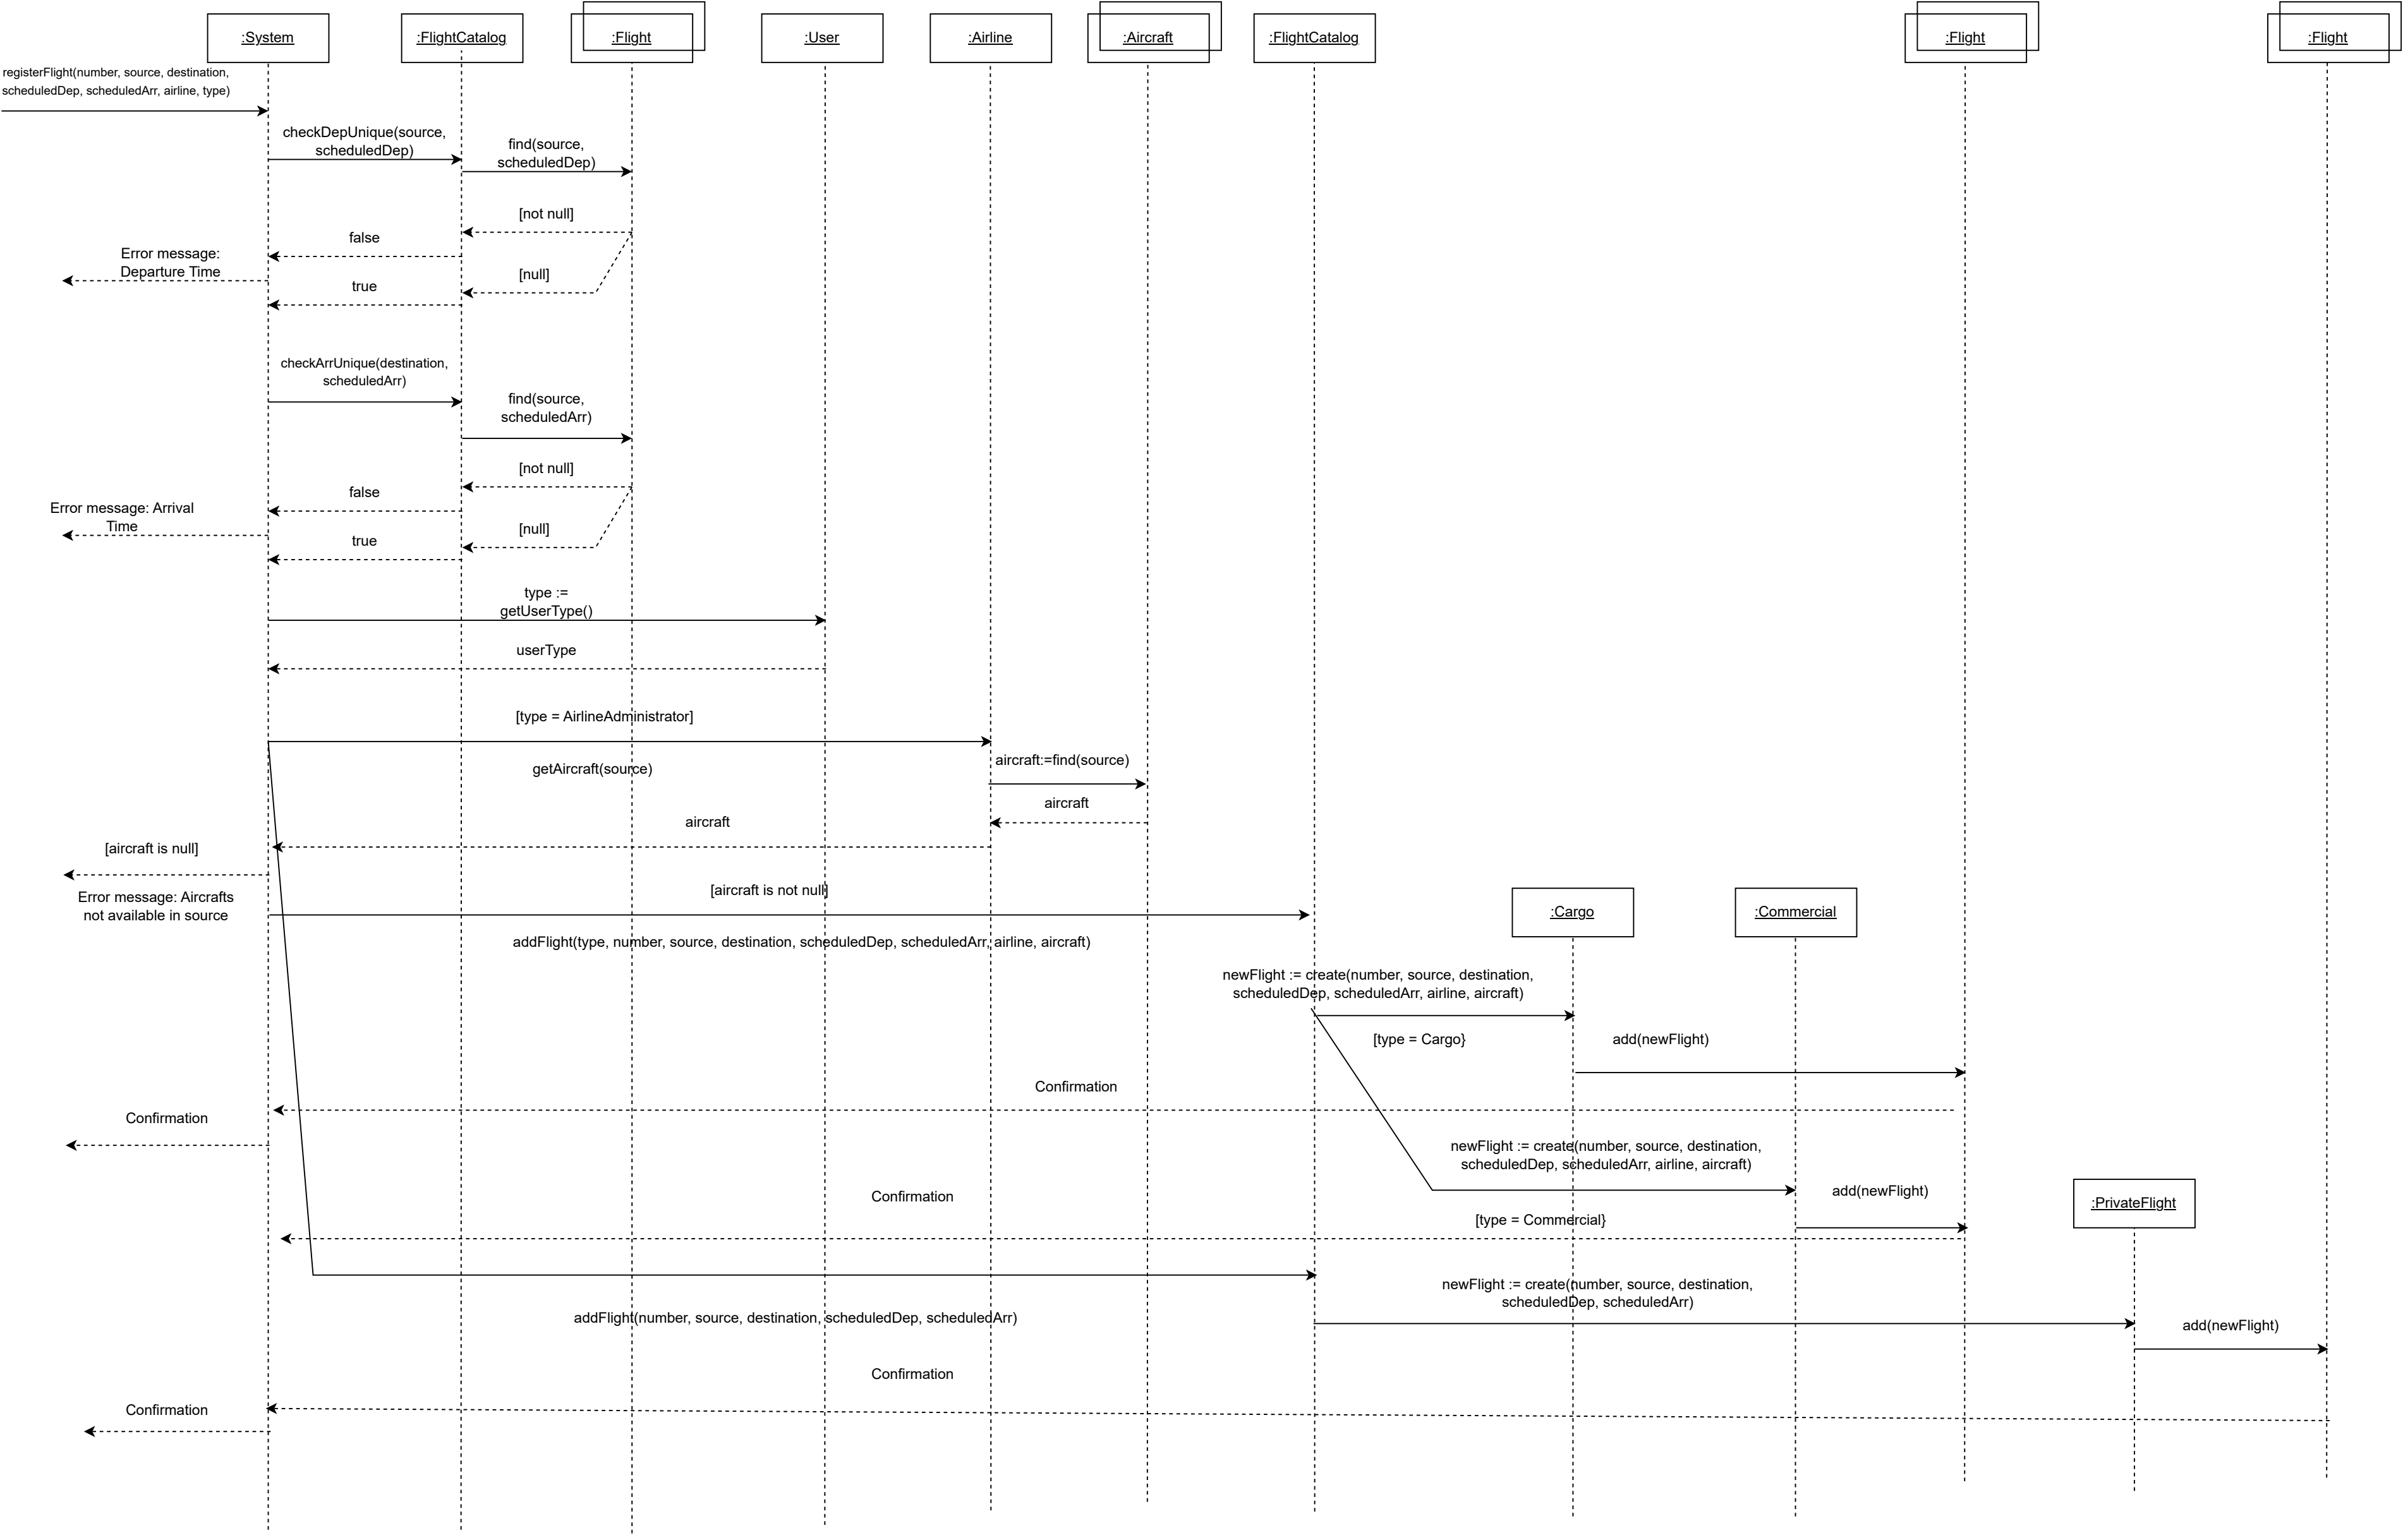 :System
:FlightCatalog
:Flight
:User
:Airline
:Aircraft
:FlightCatalog
:Flight
:Flight
registerFlight(number, source, destination,
scheduledDep, scheduledArr, airline, type)
checkDepUnique(source,
scheduledDep)
find(source,
scheduledDep)
[not null]
false
Error message:
Departure Time
[null]
true
checkArrUnique(destination,
scheduledArr)
find(source,
scheduledArr)
[not null]
false
Error message: Arrival
Time
[null]
true
type :=
getUserType()
userType
[type = AirlineAdministrator]
getAircraft(source)
aircraft:=find(source)
aircraft
aircraft
[aircraft is null]
Error message: Aircrafts
not available in source
[aircraft is not null]
addFlight(type, number, source, destination, scheduledDep, scheduledArr, airline, aircraft)
:Cargo
:Commercial
newFlight := create(number, source, destination,
scheduledDep, scheduledArr, airline, aircraft)
[type = Cargo}
add(newFlight)
Confirmation
Confirmation
newFlight := create(number, source, destination,
scheduledDep, scheduledArr, airline, aircraft)
[type = Commercial}
add(newFlight)
Confirmation
:PrivateFlight
addFlight(number, source, destination, scheduledDep, scheduledArr)
newFlight := create(number, source, destination,
scheduledDep, scheduledArr)
add(newFlight)
Confirmation
Confirmation